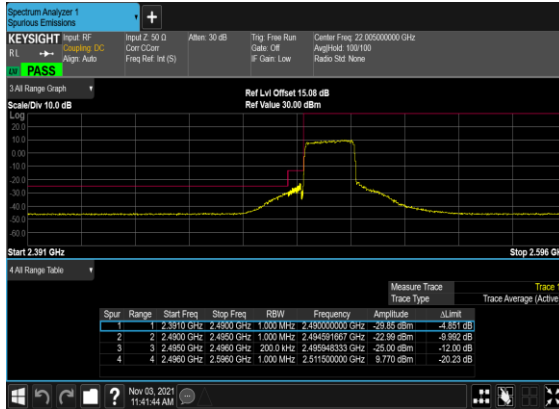 Spectrum Analyzer 1
Spurious Emissions
KEYSIGHT Input: RF Input Z: 50 Ω Atten: 30 dB Trig: Free Run Center Freq: 22.005000000 GHz
RL Coupling: DC Corr CCorr Gate: Off Avg|Hold: 100/100
Align: Auto Freq Ref: Int (S) IF Gain: Low Radio Std: None
PASS
3 All Range Graph
Ref Lvl Offset 15.08 dB
Scale/Div 10.0 dB Ref Value 30.00 dBm
Log
20.0
10.0
0.00
-10.0
-20.0
-30.0
-40.0
-50.0
-60.0
Start 2.391 GHz Stop 2.596 GH
4 All Range Table
Measure Trace Trace 1
Trace Type Trace Average (Active
Spur Range Start Freq Stop Freq RBW Frequency Amplitude ΔLimit
1 1 2.3910 GHz 2.4900 GHz 1.000 MHz 2.490000000 GHz -29.85 dBm -4.851 dB
2 2 2.4900 GHz 2.4950 GHz 1.000 MHz 2.494591667 GHz -22.99 dBm -9.992 dB
3 3 2.4950 GHz 2.4960 GHz 200.0 kHz 2.495948333 GHz -25.00 dBm -12.00 dB
4 4 2.4960 GHz 2.5960 GHz 1.000 MHz 2.511500000 GHz 9.770 dBm -20.23 dB
Nov 03, 2021
11:41:44 AM